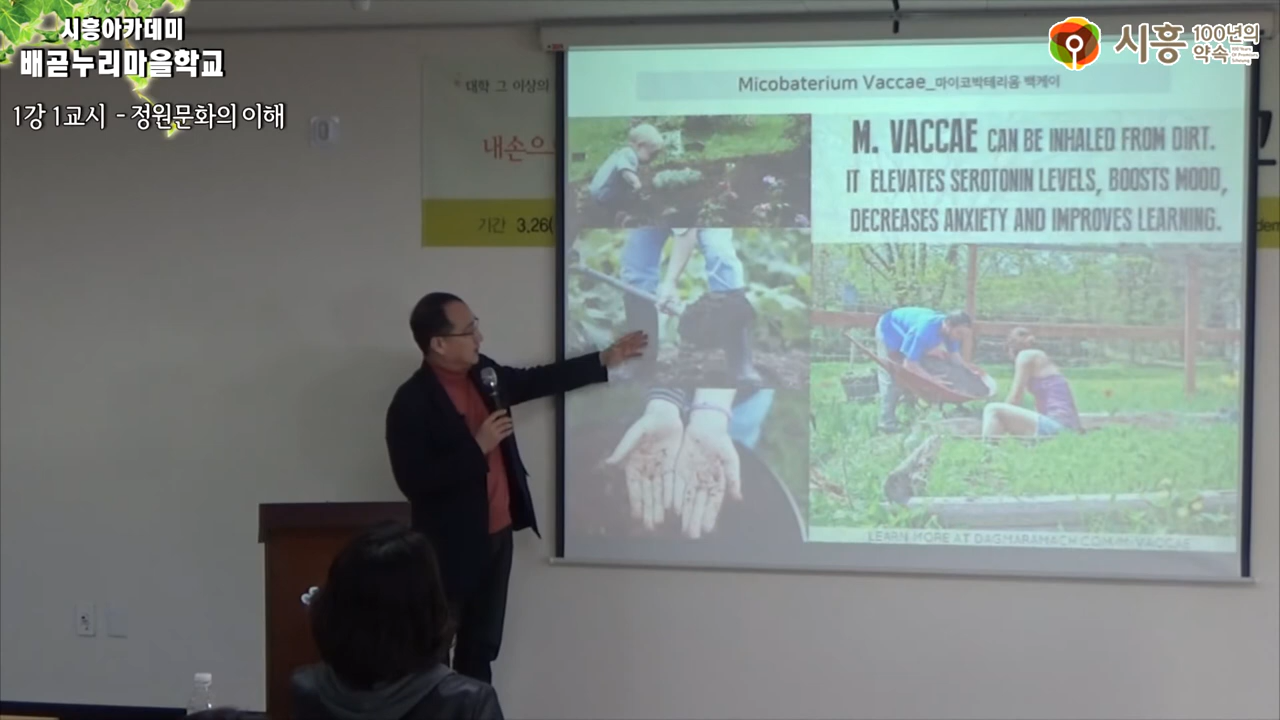 시흥아카데미
배곧누리마을학교
1강 1교시 - 정원문화의 이해
시흥 100년의 약속
대학 그 이상의
내손으
기간 3.26(
Micobaterium Vaccae_마이코박테리움 백케이
M. VACCAE CAN BE INHALED FROM DIRT.
IT ELEVATES SEROTONIN LEVELS, BOOSTS MOOD,
DECREASES ANXIETY AND IMPROVES LEARNING.
LEARN MORE AT DAGMARAMACH.COM/M-VACCAE